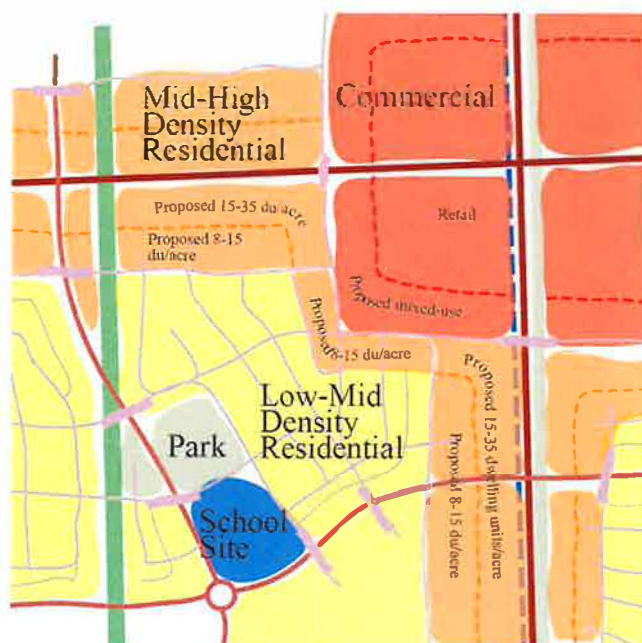 Mid-High
Density
Residential
Commercial
Proposed 15-35 du/acre
Proposed 8-15
du/acre
Retail
Proposed mixed-use
Proposed 8-15 du/acre
Low-Mid
Density
Residential
Proposed 15-35 dwelling units/acre
Proposed 8-15 du/acre
Park
School
Site